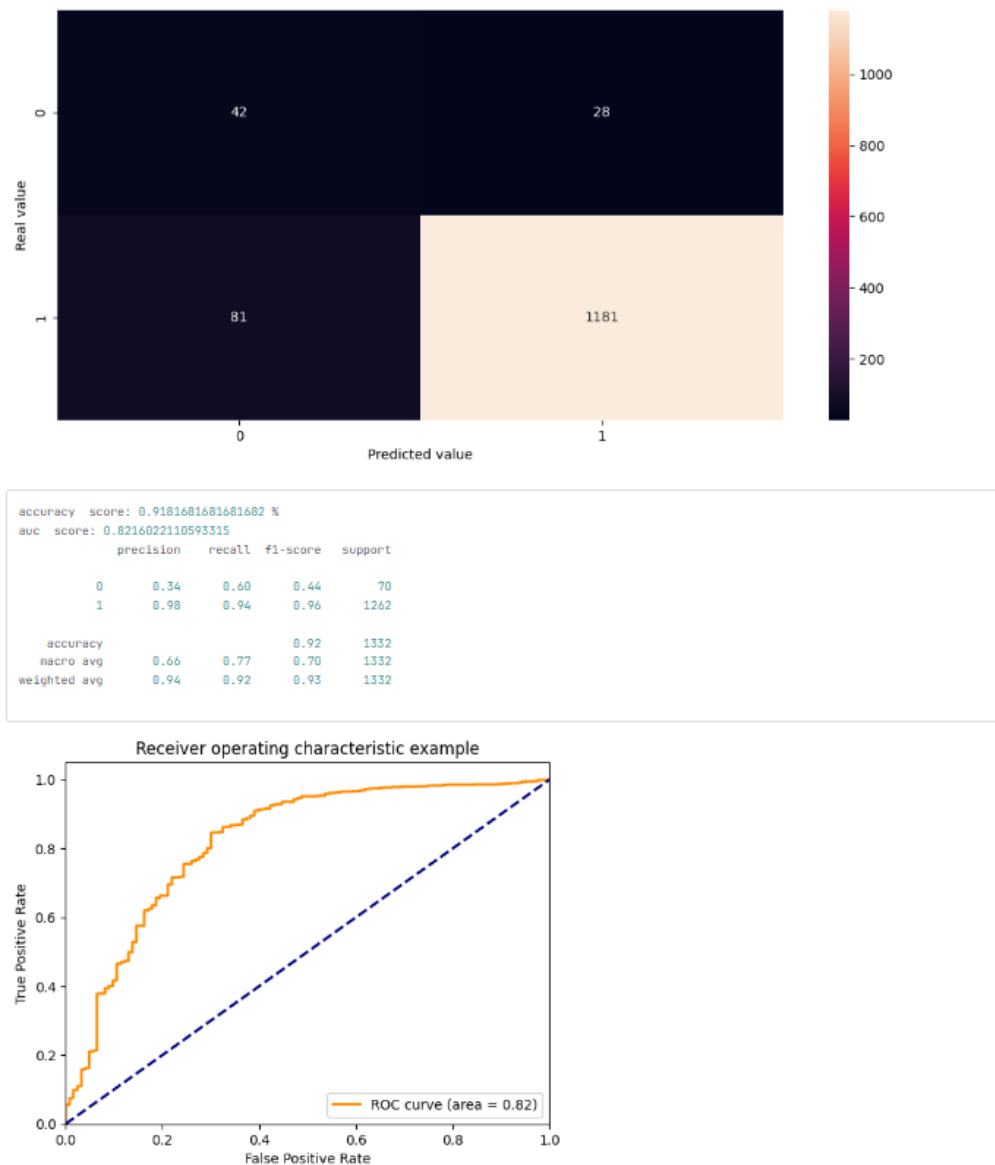 42 28
81 1181
0
1
Real value
0 1
Predicted value
1000
800
600
400
200
accuracy  score: 0.9181681681681682 %
auc  score: 0.8216022110593315
precision recall f1-score support
0 0.34 0.60 0.44 70
1 0.98 0.94 0.96 1262
accuracy 0.92 1332
macro avg 0.66 0.77 0.70 1332
weighted avg 0.94 0.92 0.93 1332
Receiver operating characteristic example
1.0
0.8
0.6
0.4
0.2
0.0
True Positive Rate
ROC curve (area = 0.82)
0.0 0.2 0.4 0.6 0.8 1.0
False Positive Rate